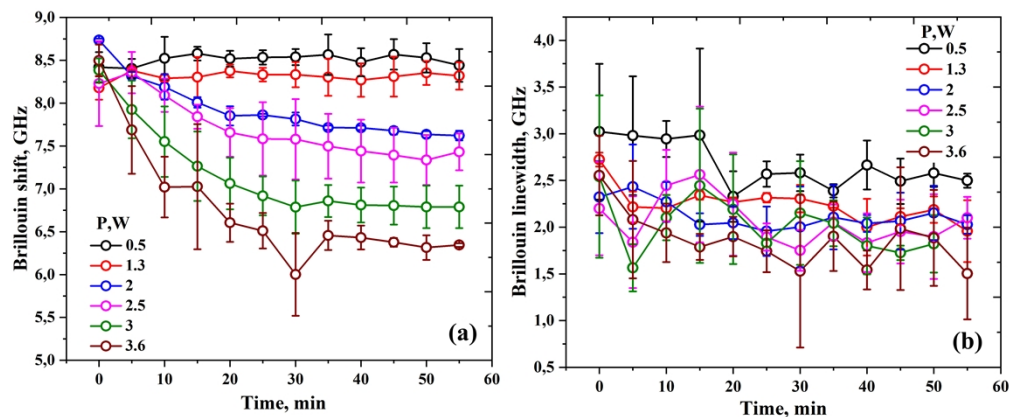 (a)
9,0
8,5
8,0
7,5
7,0
6,5
6,0
5,5
5,0
Brillouin shift, GHz
P,W
0.5
1.3
2
2.5
3
3.6
(a)
0 10 20 30 40 50 60
Time, min
(b)
4,0
3,5
3,0
2,5
2,0
1,5
1,0
0,5
Brillouin linewidth, GHz
P,W
0.5
1.3
2
2.5
3
3.6
(b)
0 10 20 30 40 50 60
Time, min